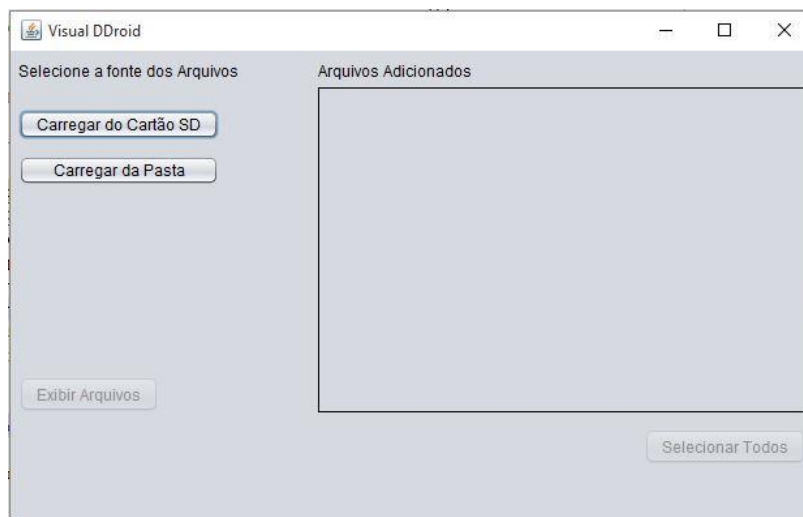 Visual DDroid
Selecione a fonte dos Arquivos
Arquivos Adicionados
Carregar do Cartão SD
Carregar da Pasta
Exibir Arquivos
Selecionar Todos